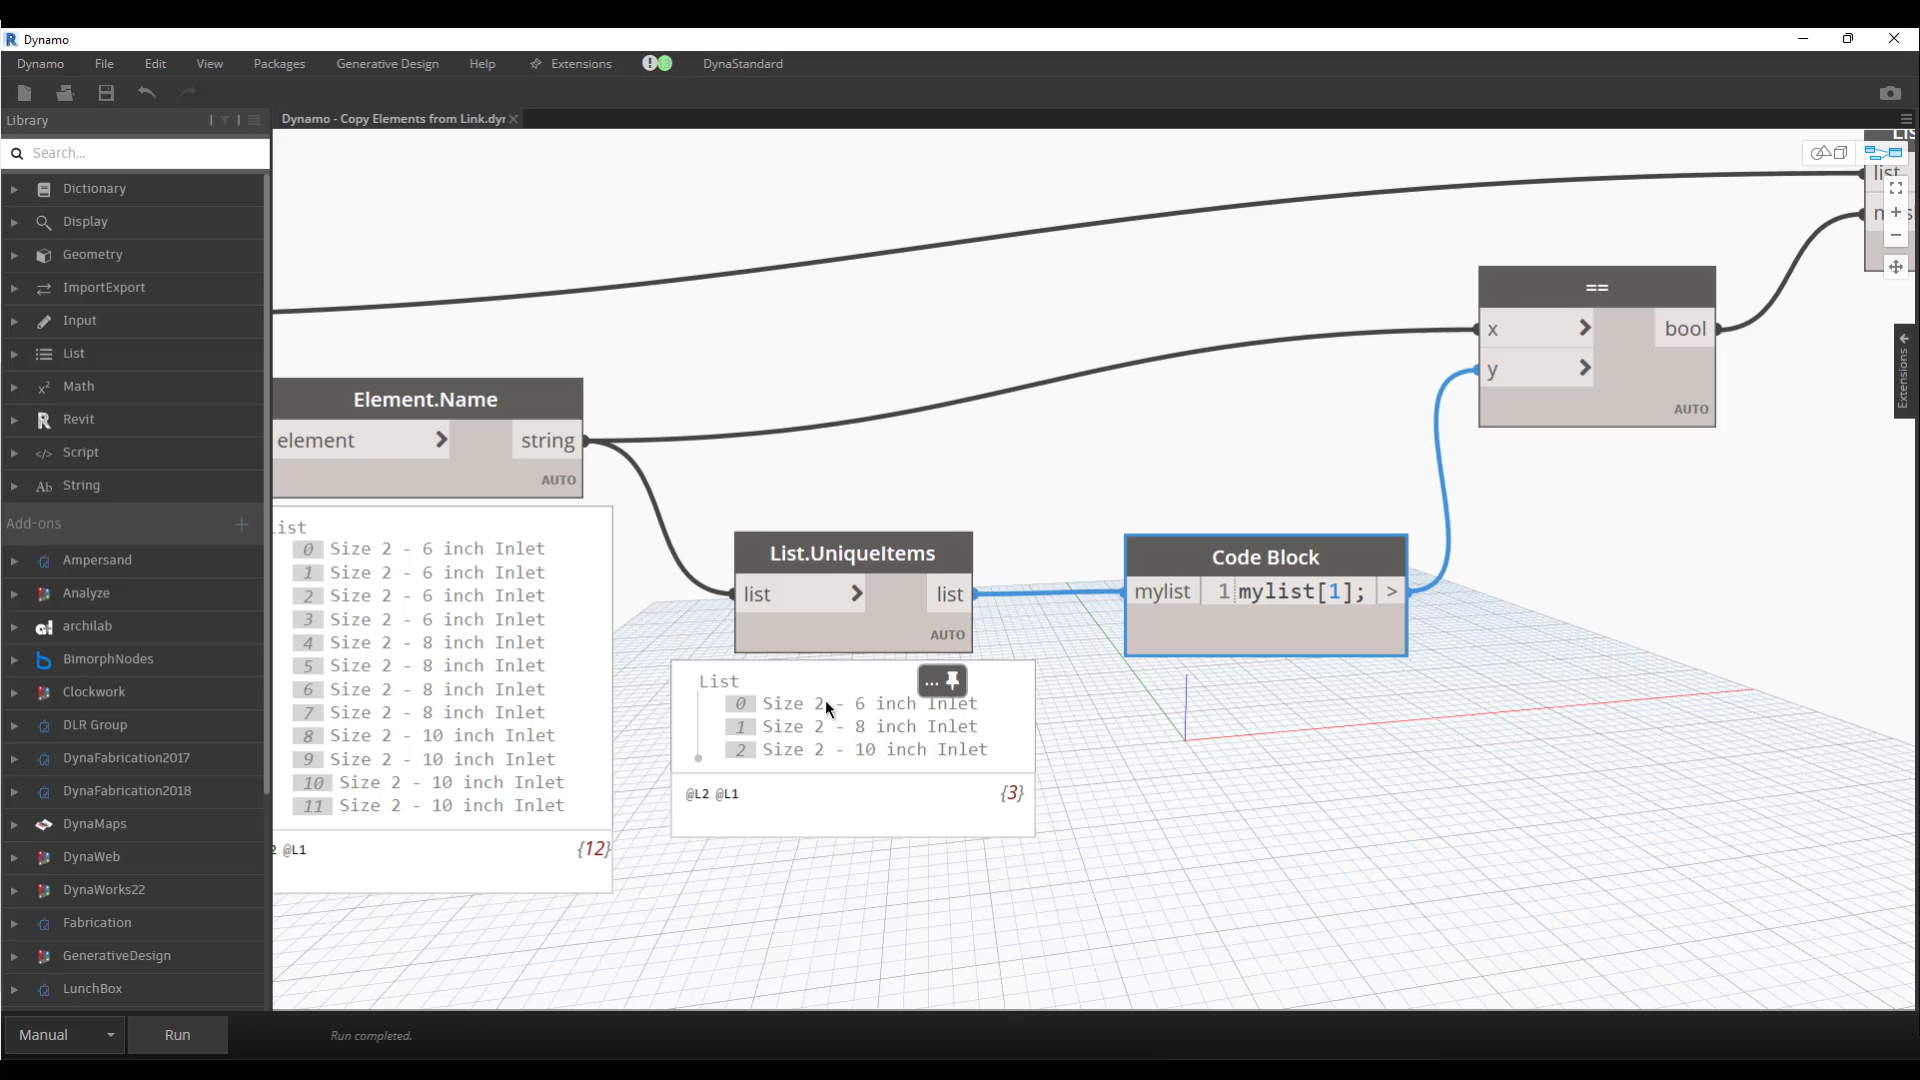 Dynamo
Dynamo File Edit View Packages Generative Design Help Extensions DynaStandard
Library
Dynamo - Copy Elements from Link.dyn
Search...
Dictionary
Display
Geometry
ImportExport
Input
List
Math
Revit
Script
String
Add-ons
Ampersand
Analyze
archilab
BimorphNodes
Clockwork
DLR Group
DynaFabrication2017
DynaFabrication2018
DynaMaps
DynaWeb
DynaWorks22
Fabrication
GenerativeDesign
LunchBox
Element.Name
element > string
AUTO
List
0 Size 2 - 6 inch Inlet
1 Size 2 - 6 inch Inlet
2 Size 2 - 6 inch Inlet
3 Size 2 - 6 inch Inlet
4 Size 2 - 8 inch Inlet
5 Size 2 - 8 inch Inlet
6 Size 2 - 8 inch Inlet
7 Size 2 - 8 inch Inlet
8 Size 2 - 10 inch Inlet
9 Size 2 - 10 inch Inlet
10 Size 2 - 10 inch Inlet
11 Size 2 - 10 inch Inlet
2 @L1 {12}
List.UniqueItems
list > list
AUTO
List ...
0 Size 2 - 6 inch Inlet
1 Size 2 - 8 inch Inlet
2 Size 2 - 10 inch Inlet
@L2 @L1 {3}
Code Block
mylist 1 mylist[1]; >
==
x > bool
y >
AUTO
list
Extensions
Manual Run Run completed.